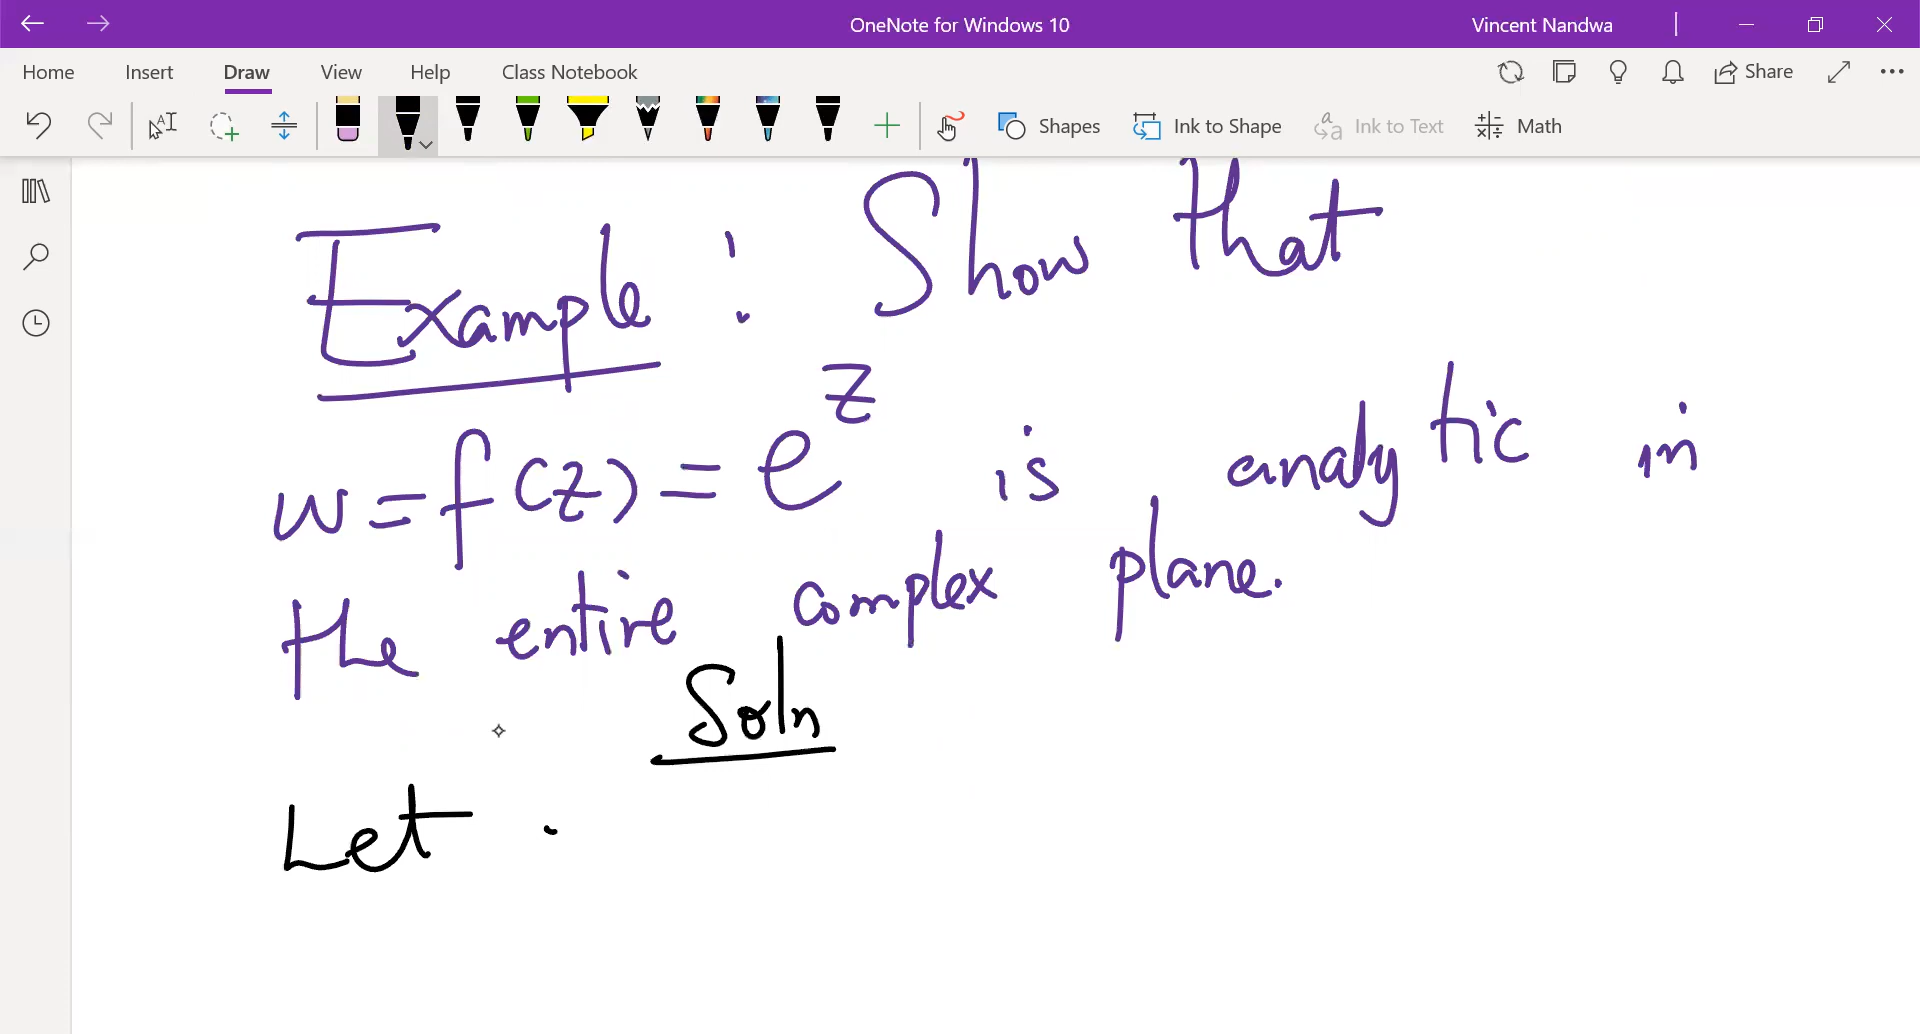 OneNote for Windows 10
Vincent Nandwa
Home Insert Draw View Help Class Notebook
Share
Shapes Ink to Shape Ink to Text Math
Example : Show that
w = f(z) = e^z is analytic in
the entire complex plane.
Soln
Let .